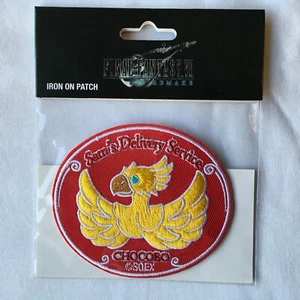 FINAL FANTASY VII
REMAKE
IRON ON PATCH
Sam's Delivery Service
CHOCOBO
©SQEX